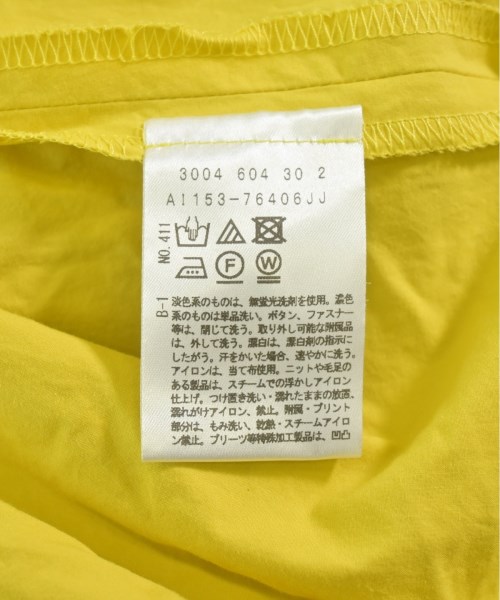 3004 604 30 2
AI153-76406JJ
NO.411
F
W
B-1
淡色系のものは、無蛍光洗剤を使用。濃色
系のものは単品洗い。ボタン、ファスナー
等は、閉じて洗う。取り外し可能な附属品
は、外して洗う。漂白は、漂白剤の指示に
したがう。汗をかいた場合、速やかに洗う。
アイロンは、当て布使用。ニットや毛足の
ある製品は、スチームでの浮かしアイロン
仕上げ。つけ置き洗い・濡れたままの放置、
濡れがけアイロン、禁止。附属・プリント
部分は、もみ洗い、乾燥・スチームアイロ
ン禁止。プリーツ等特殊加工製品は、凹凸